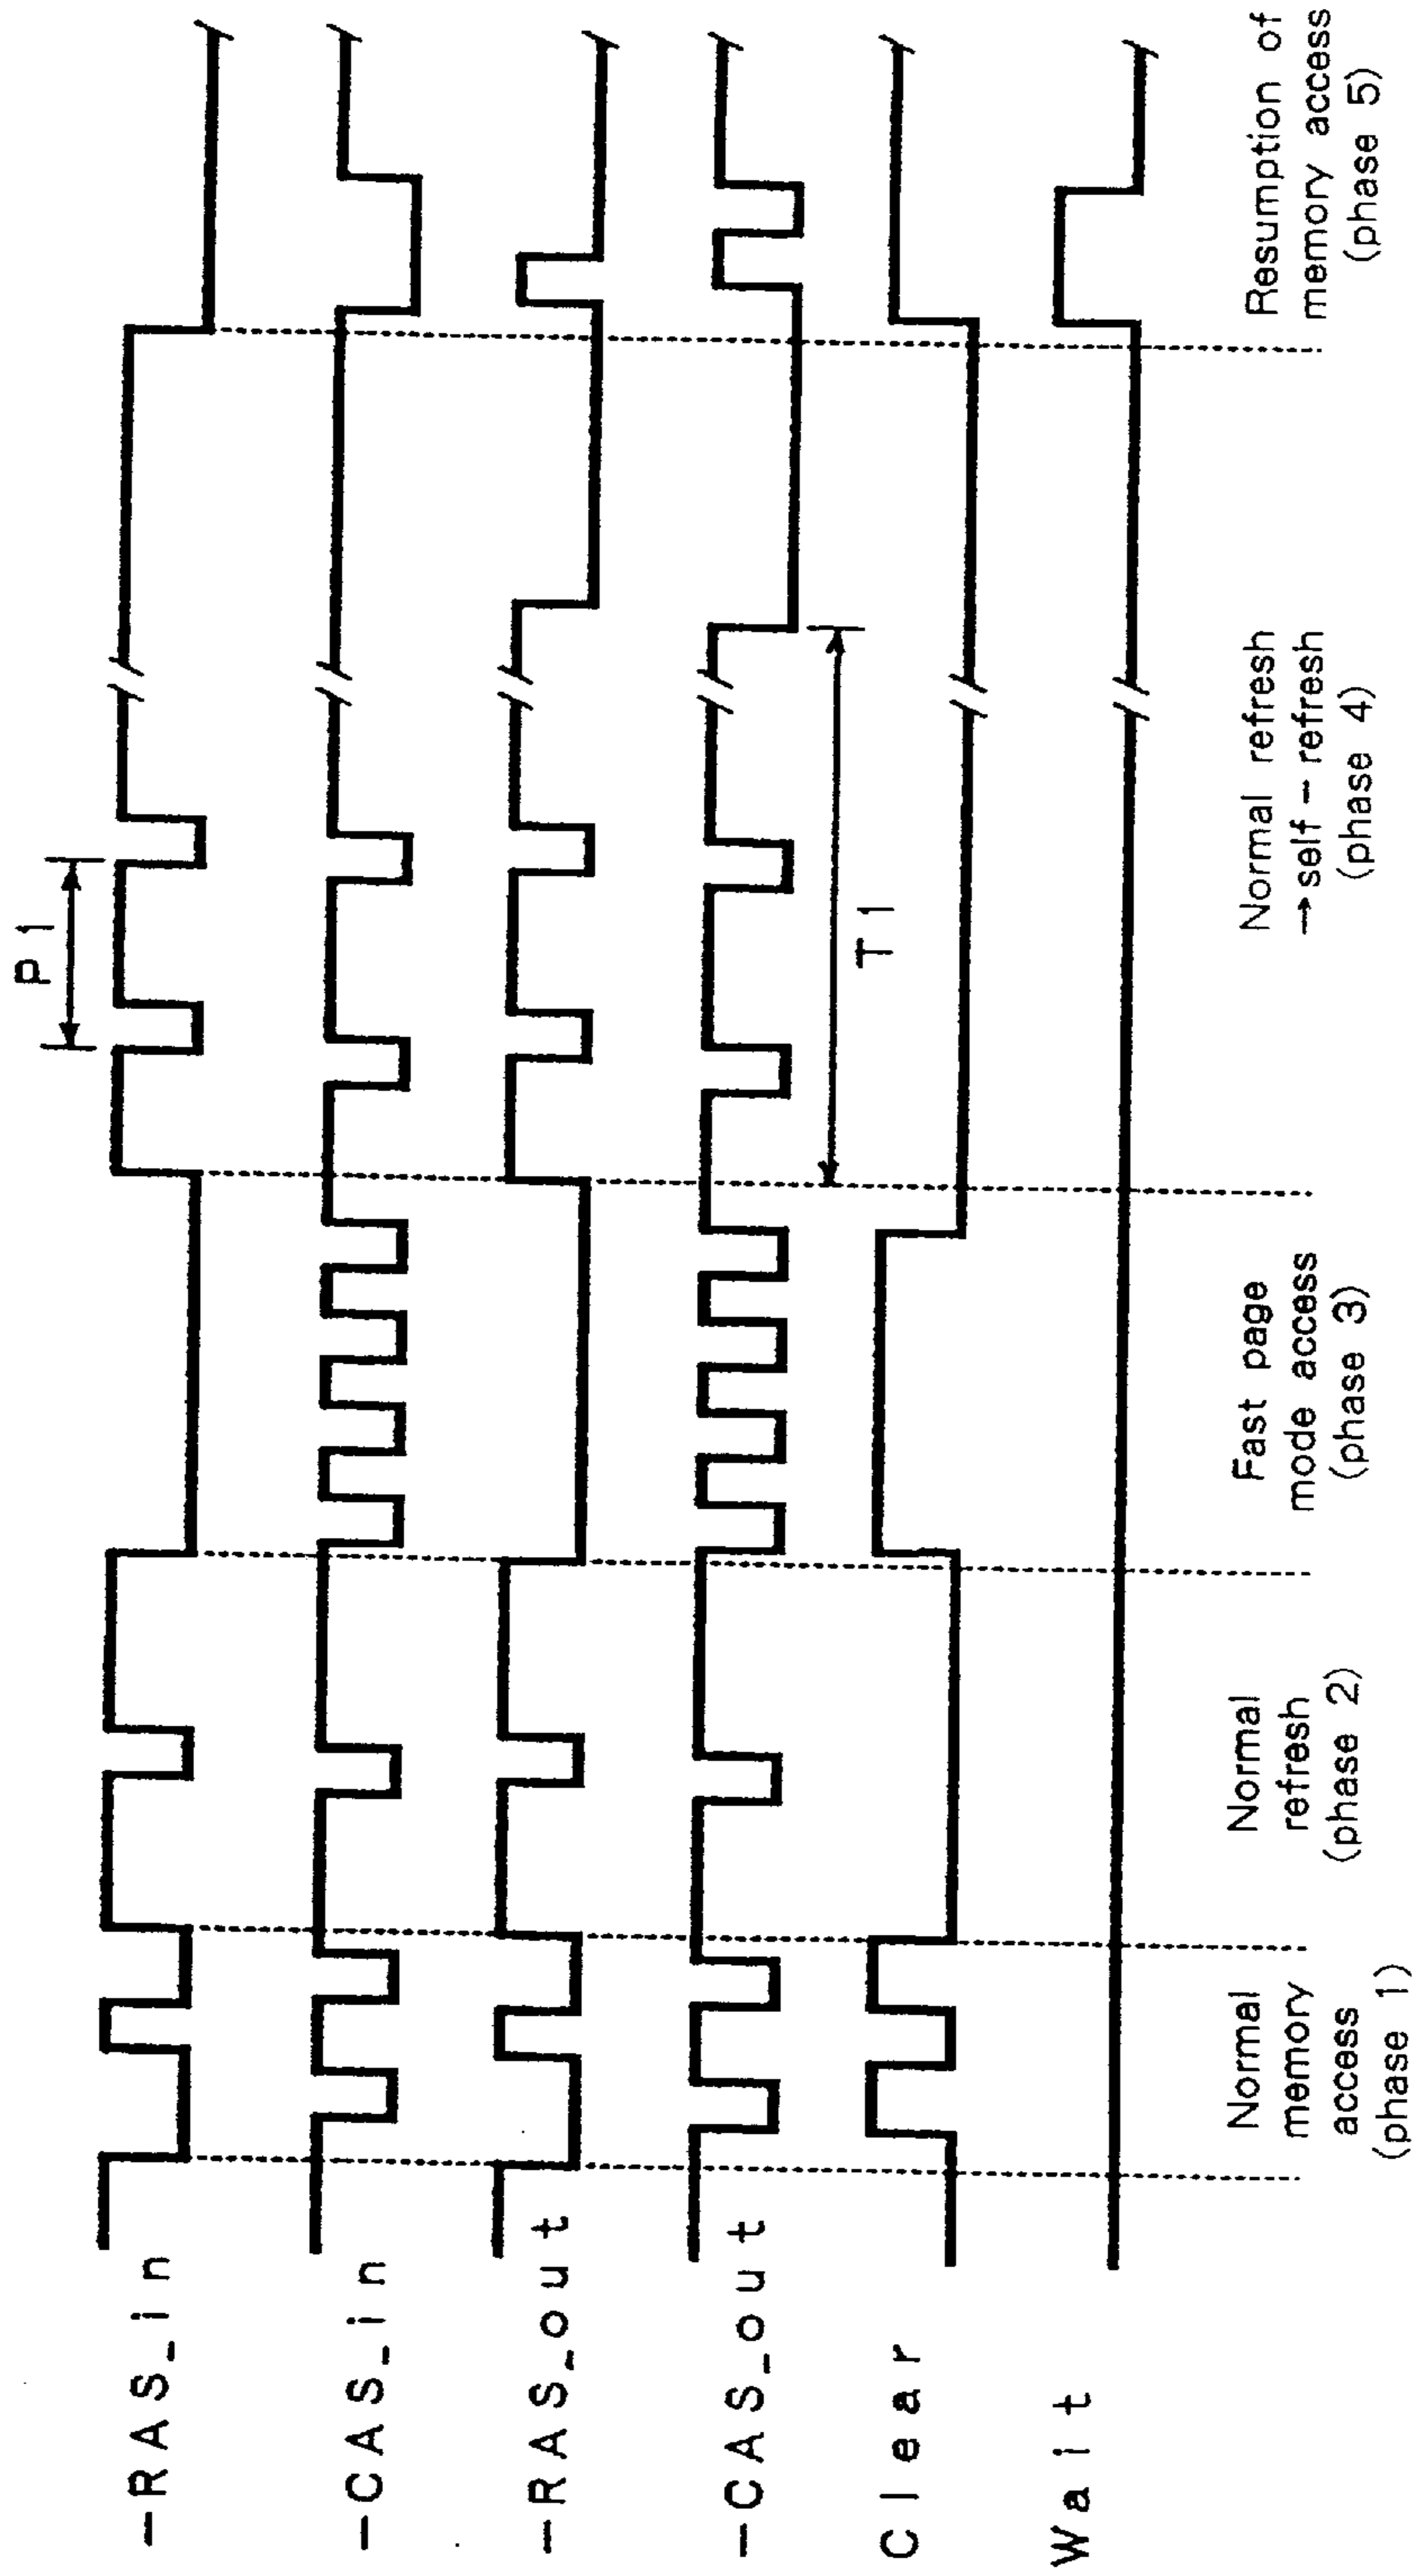 P1
-RAS_in
-CAS_in
-RAS_out
-CAS_out
T1
Clear
Wait
Normal
memory
access
(phase 1)
Normal
refresh
(phase 2)
Fast page
mode access
(phase 3)
Normal refresh
→self-refresh
(phase 4)
Resumption of
memory access
(phase 5)